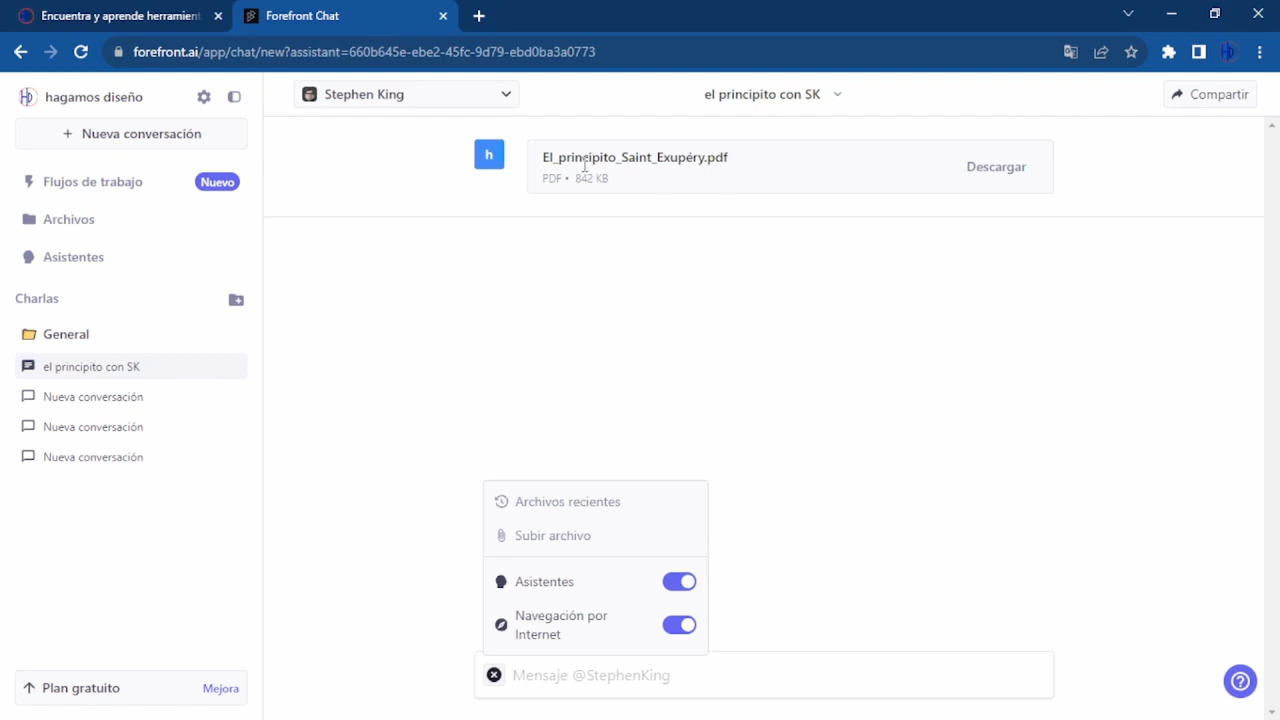 Encuentra y aprende herramient
Forefront Chat
forefront.ai/app/chat/new?assistant=660b645e-ebe2-45fc-9d79-ebd0ba3a0773
hagamos diseño
Stephen King
el principito con SK
Compartir
+ Nueva conversación
h
El_principito_Saint_Exupéry.pdf
PDF • 842 KB
Descargar
Flujos de trabajo
Nuevo
Archivos
Asistentes
Charlas
General
el principito con SK
Nueva conversación
Nueva conversación
Nueva conversación
Archivos recientes
Subir archivo
Asistentes
Navegación por
Internet
Mensaje @StephenKing
Plan gratuito
Mejora